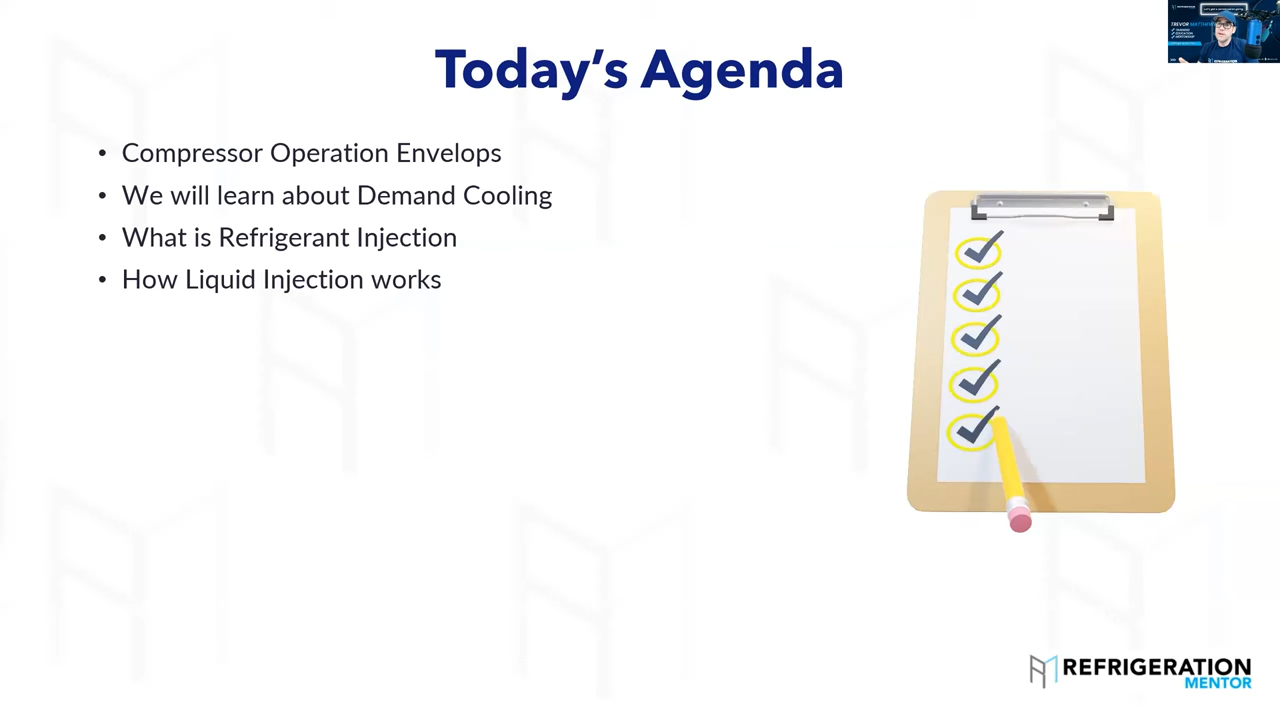 Today's Agenda
• Compressor Operation Envelops
• We will learn about Demand Cooling
• What is Refrigerant Injection
• How Liquid Injection works
REFRIGERATION
MENTOR